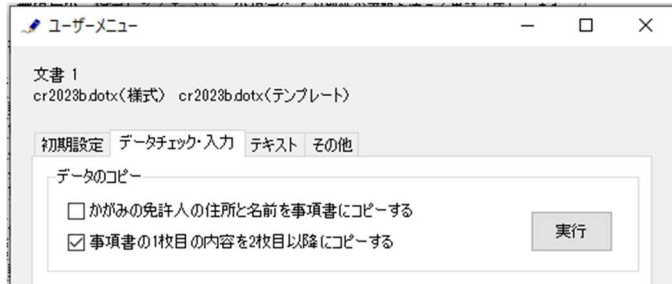 ユーザーメニュー
文書 1
cr2023b.dotx(様式) cr2023b.dotx(テンプレート)
初期設定 データチェック・入力 テキスト その他
データのコピー
かがみの免許人の住所と名前を事項書にコピーする
事項書の1枚目の内容を2枚目以降にコピーする
実行